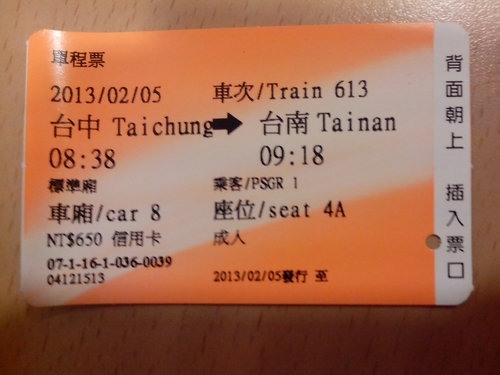 單程票
2013/02/05 車次/Train 613
台中 Taichung → 台南 Tainan
08:38 09:18
標準廂 乘客/PSGR 1
車廂/car 8 座位/seat 4A
NT$650 信用卡 成人
07-1-16-1-036-0039
04121513 2013/02/05發行 至
背面朝上 插入票口